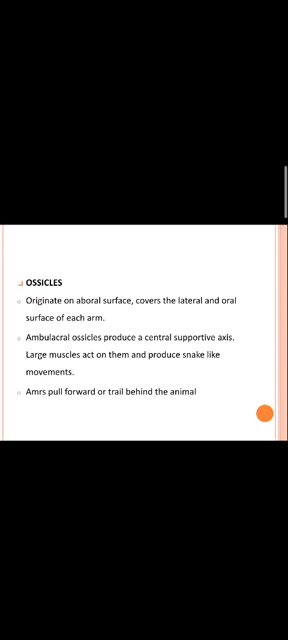 OSSICLES
Originate on aboral surface, covers the lateral and oral
surface of each arm.
Ambulacral ossicles produce a central supportive axis.
Large muscles act on them and produce snake like
movements.
Amrs pull forward or trail behind the animal